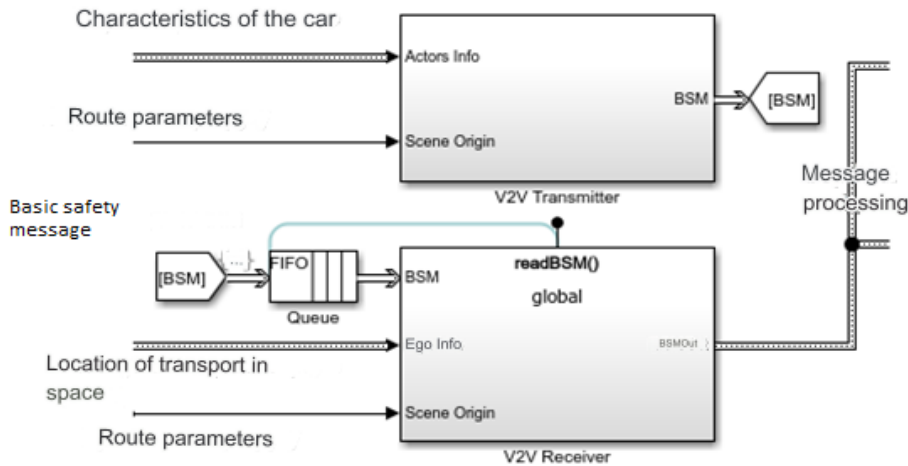 Characteristics of the car
Actors Info
Route parameters
BSM
[BSM]
Scene Origin
V2V Transmitter
Message
processing
Basic safety
message
{...}
[BSM]
FIFO
Queue
BSM
readBSM()
global
Ego Info
BSMOut
Location of transport in
space
Scene Origin
Route parameters
V2V Receiver